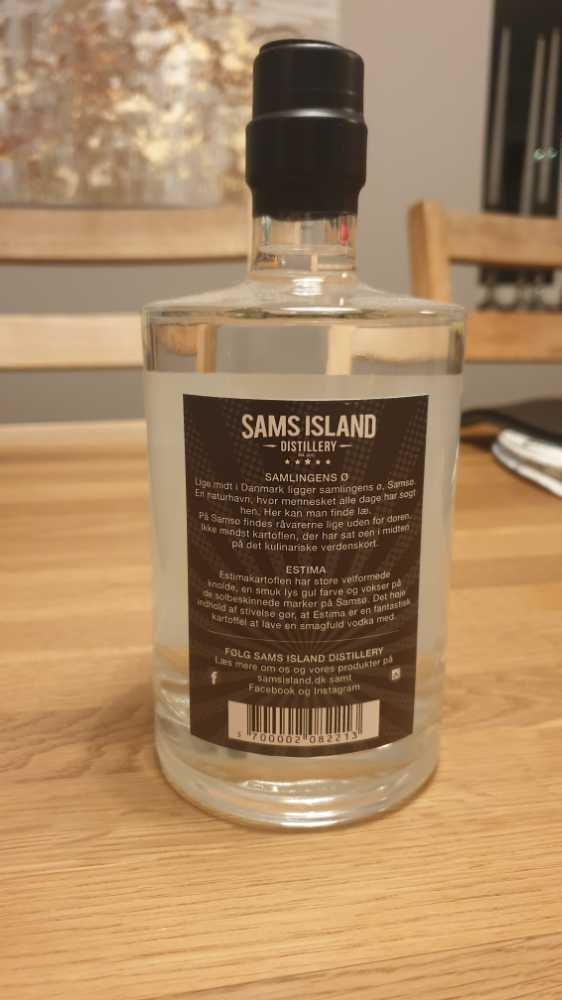 SAMS ISLAND
DISTILLERY
SAMLINGENS Ø
Lige midt i Danmark ligger samlingens ø, Samsø.
En naturhavn, hvor mennesket alle dage har søgt
hen. Her kan man finde læ.
På Samsø findes råvarerne lige uden for døren.
Ikke mindst kartoflen, der har sat øen i midten
på det kulinariske verdenskort.
ESTIMA
Estimakartoflen har store velformede
knolde, en smuk lys gul farve og vokser på
de solbeskinnede marker på Samsø. Det høje
indhold af stivelse gør, at Estima er en fantastisk
kartoffel at lave en smagfuld vodka med.
FØLG SAMS ISLAND DISTILLERY
Læs mere om os og vores produkter på
samsisland.dk samt
Facebook og Instagram
5 700002 082213